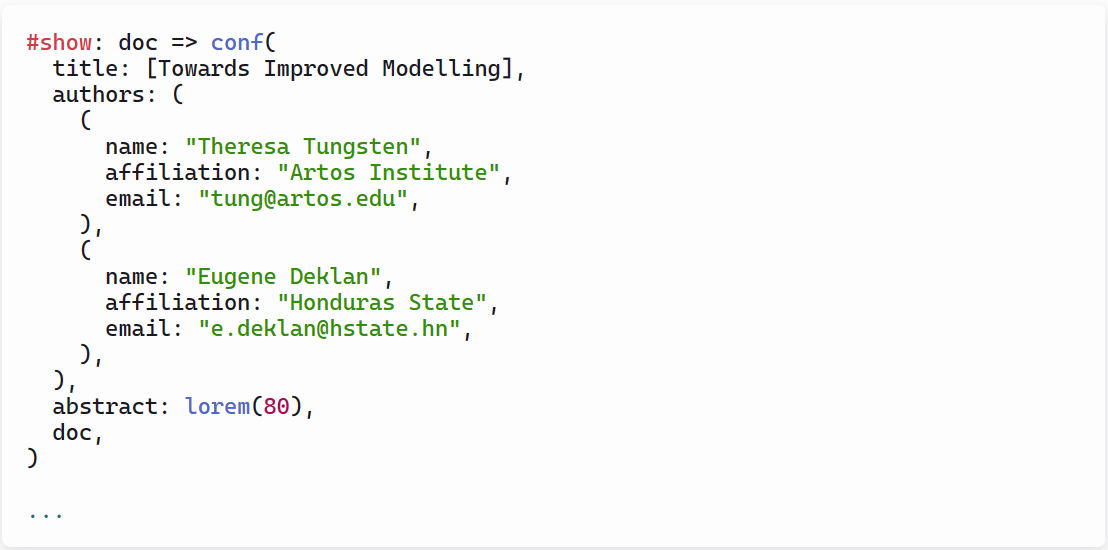 #show: doc => conf(
  title: [Towards Improved Modelling],
  authors: (
    (
      name: "Theresa Tungsten",
      affiliation: "Artos Institute",
      email: "tung@artos.edu",
    ),
    (
      name: "Eugene Deklan",
      affiliation: "Honduras State",
      email: "e.deklan@hstate.hn",
    ),
  ),
  abstract: lorem(80),
  doc,
)

...